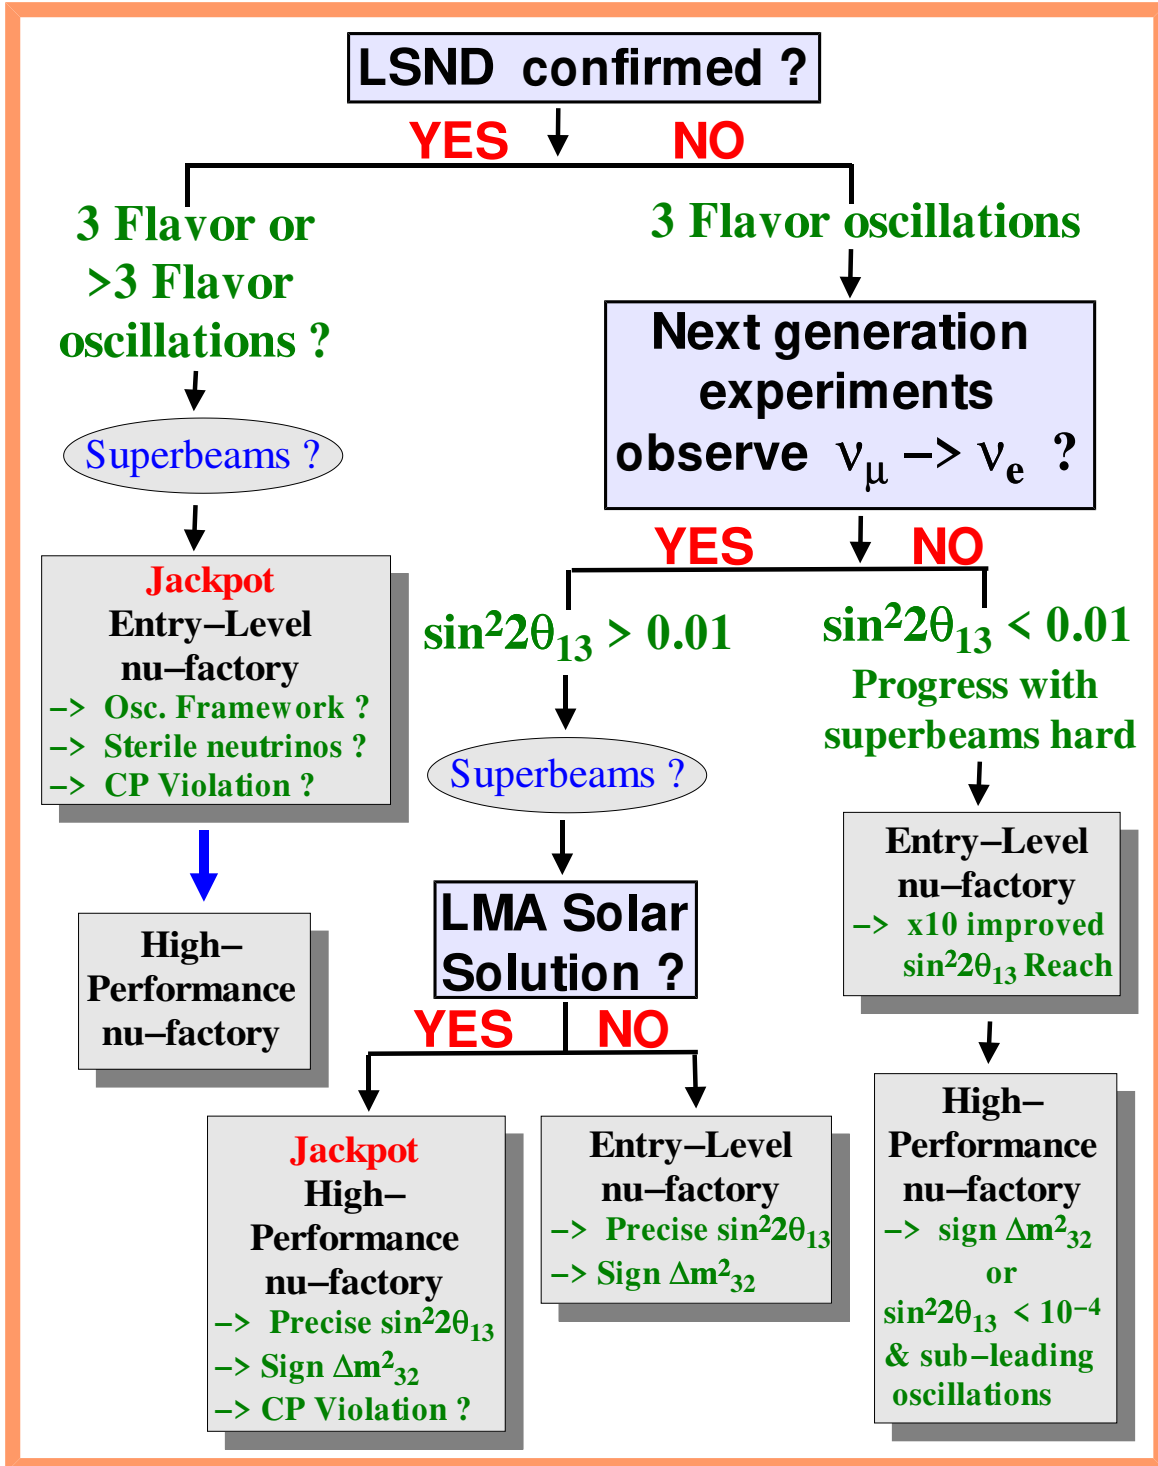 LSND confirmed ?
YES NO
3 Flavor or
>3 Flavor
oscillations ?
Superbeams ?
Jackpot
Entry–Level
nu–factory
–> Osc. Framework ?
–> Sterile neutrinos ?
–> CP Violation ?
High–
Performance
nu–factory
3 Flavor oscillations
Next generation
experiments
observe νμ –> νe ?
YES NO
sin²2θ₁₃ > 0.01
Superbeams ?
LMA Solar
Solution ?
YES NO
Jackpot
High–
Performance
nu–factory
–> Precise sin²2θ₁₃
–> Sign Δm²₃₂
–> CP Violation ?
Entry–Level
nu–factory
–> Precise sin²2θ₁₃
–> Sign Δm²₃₂
sin²2θ₁₃ < 0.01
Progress with
superbeams hard
Entry–Level
nu–factory
–> x10 improved
sin²2θ₁₃ Reach
High–
Performance
nu–factory
–> sign Δm²₃₂
or
sin²2θ₁₃ < 10⁻⁴
& sub–leading
oscillations